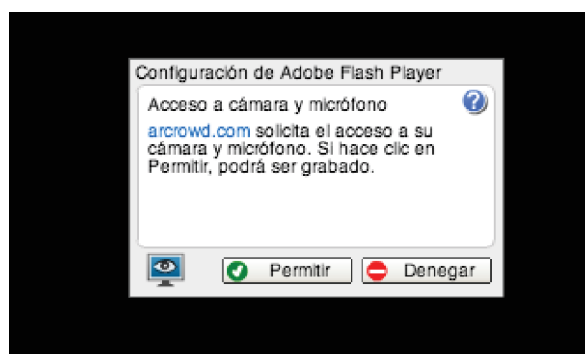 Configuración de Adobe Flash Player
Acceso a cámara y micrófono
arcrowd.com solicita el acceso a su
cámara y micrófono. Si hace clic en
Permitir, podrá ser grabado.
Permitir Denegar